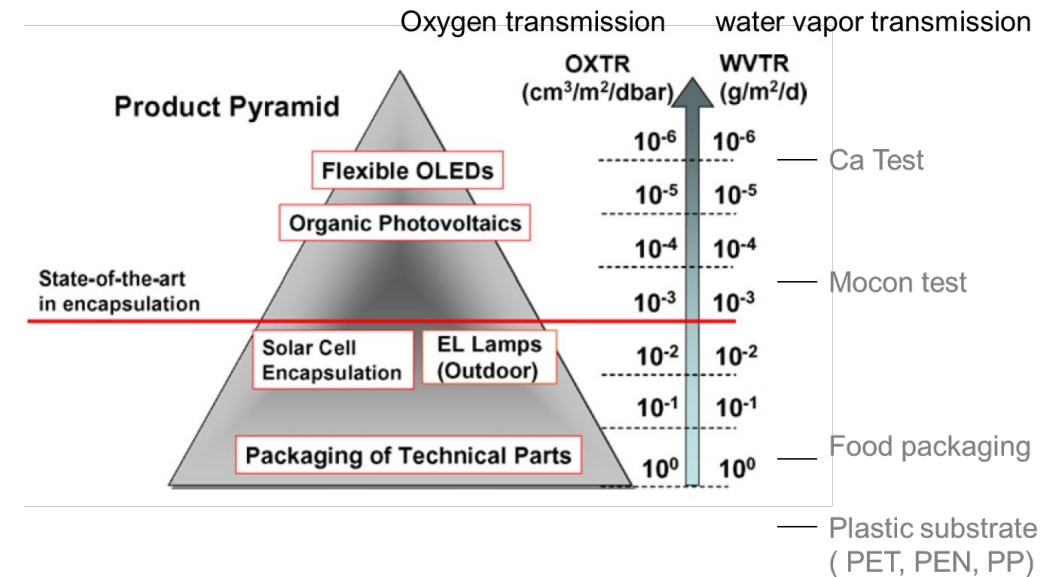 Oxygen transmission water vapor transmission
OXTR WVTR
(cm³/m²/dbar) (g/m²/d)
Product Pyramid
10⁻⁶ 10⁻⁶
Ca Test
Flexible OLEDs
10⁻⁵ 10⁻⁵
Organic Photovoltaics
10⁻⁴ 10⁻⁴
State-of-the-art
in encapsulation
Mocon test
10⁻³ 10⁻³
Solar Cell
Encapsulation
EL Lamps
(Outdoor)
10⁻² 10⁻²
10⁻¹ 10⁻¹
Food packaging
Packaging of Technical Parts
10⁰ 10⁰
Plastic substrate
( PET, PEN, PP)